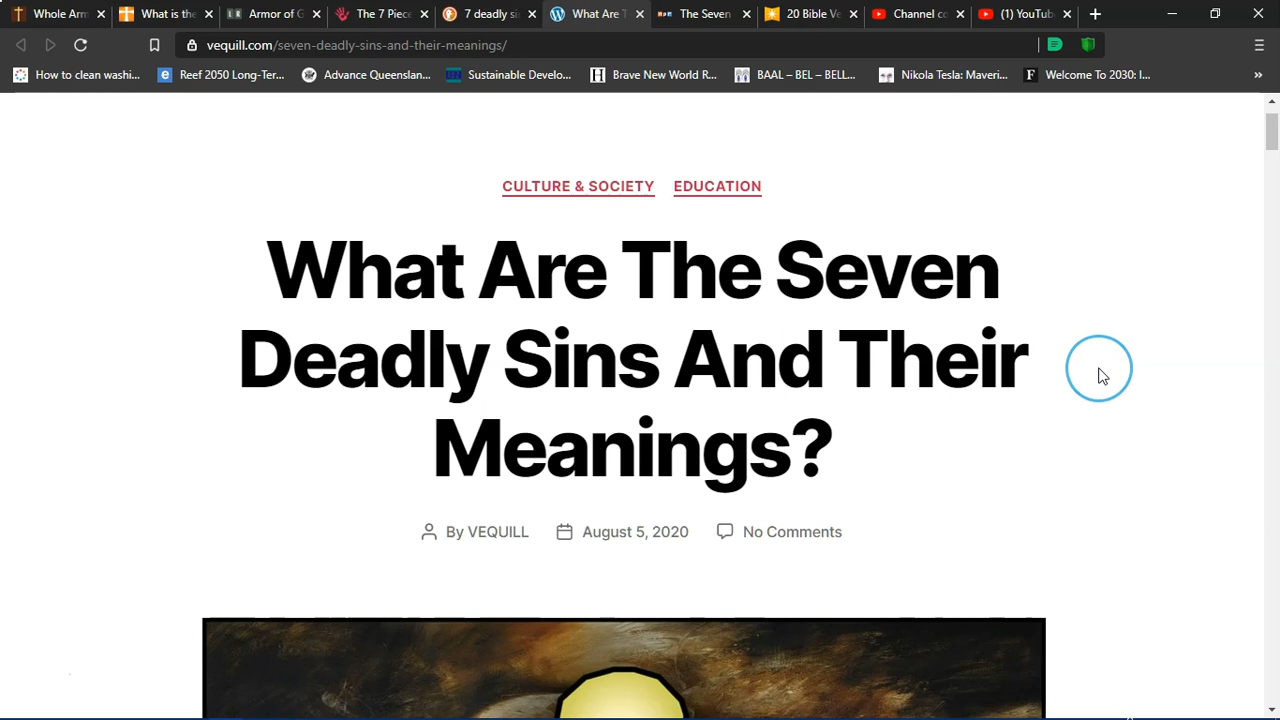 Whole Arm
What is the
Armor of G
The 7 Piece
7 deadly si
What Are T
The Seven
20 Bible Ve
Channel co
(1) YouTub
vequill.com/seven-deadly-sins-and-their-meanings/
How to clean washi...
Reef 2050 Long-Ter...
Advance Queenslan...
Sustainable Develo...
Brave New World R...
BAAL – BEL – BELL...
Nikola Tesla: Maveri...
Welcome To 2030: I...
CULTURE & SOCIETY EDUCATION
What Are The Seven
Deadly Sins And Their
Meanings?
By VEQUILL August 5, 2020 No Comments